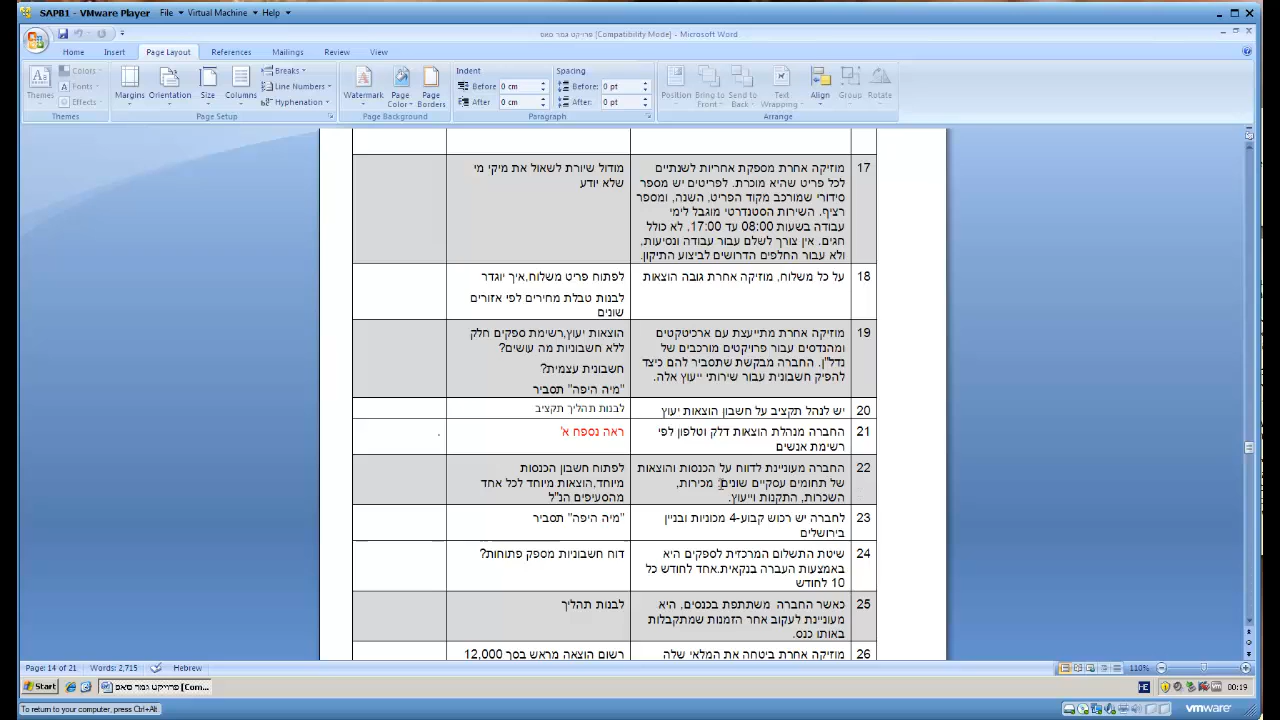 SAPB1 - VMware Player File Virtual Machine Help
פרוייקט גמר סאפ [Compatibility Mode] - Microsoft Word
Home Insert Page Layout References Mailings Review View
Themes Colors Fonts Effects Margins Orientation Size Columns Breaks Line Numbers Hyphenation Watermark Page Color Page Borders Indent Before: 0 cm After: 0 cm Spacing Before: 0 pt After: 0 pt Position Bring to Front Send to Back Text Wrapping Align Group Rotate
Themes Page Setup Page Background Paragraph Arrange
17
מוזיקה אחרת מספקת אחריות לשנתיים
לכל פריט שהיא מוכרת. לפריטים יש מספר
סידורי שמורכב מקוד הפריט, השנה, ומספר
רציף. השירות הסטנדרטי מוגבל לימי
עבודה בשעות 08:00 עד 17:00, לא כולל
חגים. אין צורך לשלם עבור עבודה ונסיעות,
ולא עבור החלפים הדרושים לביצוע התיקון.
מודול שיורת לשאול את מיקי מי
שלא יודע
18
על כל משלוח, מוזיקה אחרת גובה הוצאות
לפתוח פריט משלוח,איך יוגדר
לבנות טבלת מחירים לפי אזורים
שונים
19
מוזיקה אחרת מתייעצת עם ארכיטקטים
ומהנדסים עבור פרויקטים מורכבים של
נדל"ן. החברה מבקשת שתסביר להם כיצד
להפיק חשבונית עבור שירותי ייעוץ אלה.
הוצאות יעוץ,רשימת ספקים חלק
ללא חשבוניות מה עושים?
חשבונית עצמית?
"מיה היפה" תסביר
20
יש לנהל תקציב על חשבון הוצאות יעוץ
לבנות תהליך תקציב
21
החברה מנהלת הוצאות דלק וטלפון לפי
רשימת אנשים
ראה נספח א'
.
22
החברה מעוניינת לדווח על הכנסות והוצאות
של תחומים עסקיים שונים: מכירות,
השכרות, התקנות וייעוץ.
לפתוח חשבון הכנסות
מיוחד,הוצאות מיוחד לכל אחד
מהסעיפים הנ"ל
23
לחברה יש רכוש קבוע-4 מכוניות ובניין
בירושלים
"מיה היפה" תסביר
24
שיטת התשלום המרכזית לספקים היא
באמצעות העברה בנקאית.אחד לחודש כל
10 לחודש
דוח חשבוניות מספק פתוחות?
25
כאשר החברה משתתפת בכנסים, היא
מעוניינת לעקוב אחר הזמנות שמתקבלות
באותו כנס.
לבנות תהליך
26
מוזיקה אחרת ביטחה את המלאי שלה
רשום הוצאה מראש בסך 12,000
Page: 14 of 21 Words: 2,715 Hebrew 110%
Start פרוייקט גמר סאפ [Com... HE 00:19
To return to your computer, press Ctrl+Alt vmware